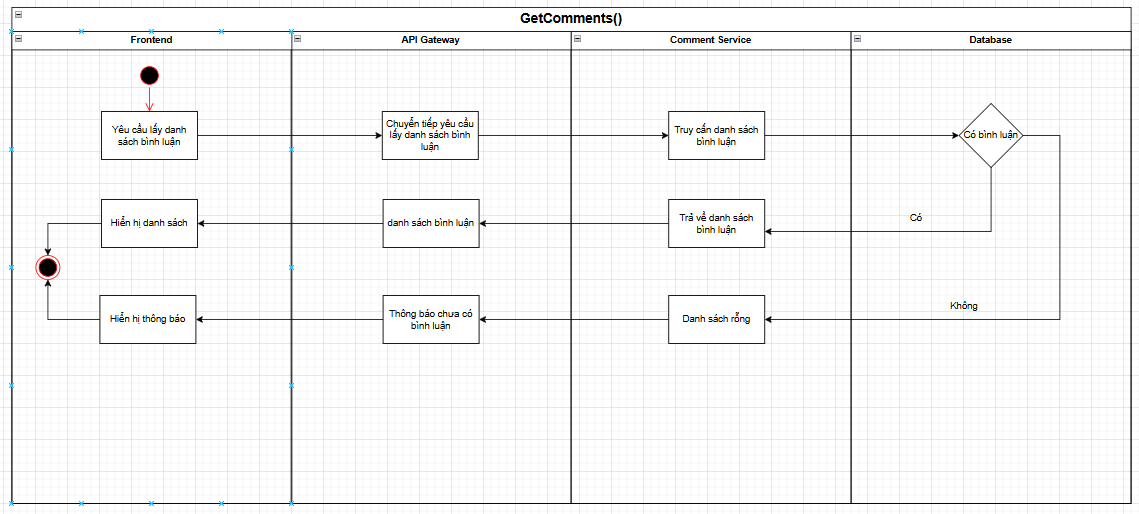 GetComments()
Frontend
API Gateway
Comment Service
Database
Yêu cầu lấy danh
sách bình luận
Chuyển tiếp yêu cầu
lấy danh sách bình
luận
Truy cấn danh sách
bình luận
Có bình luận
Hiển hị danh sách
danh sách bình luận
Trả về danh sách
bình luận
Có
Hiển hị thông báo
Thông báo chưa có
bình luận
Danh sách rỗng
Không